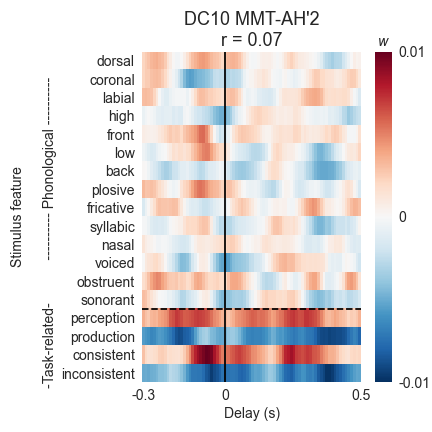 DC10 MMT-AH'2
r = 0.07
w
Stimulus feature
---------- Phonological ----------
-Task-related-
dorsal
coronal
labial
high
front
low
back
plosive
fricative
syllabic
nasal
voiced
obstruent
sonorant
perception
production
consistent
inconsistent
0.01
0
-0.01
-0.3
0
0.5
Delay (s)